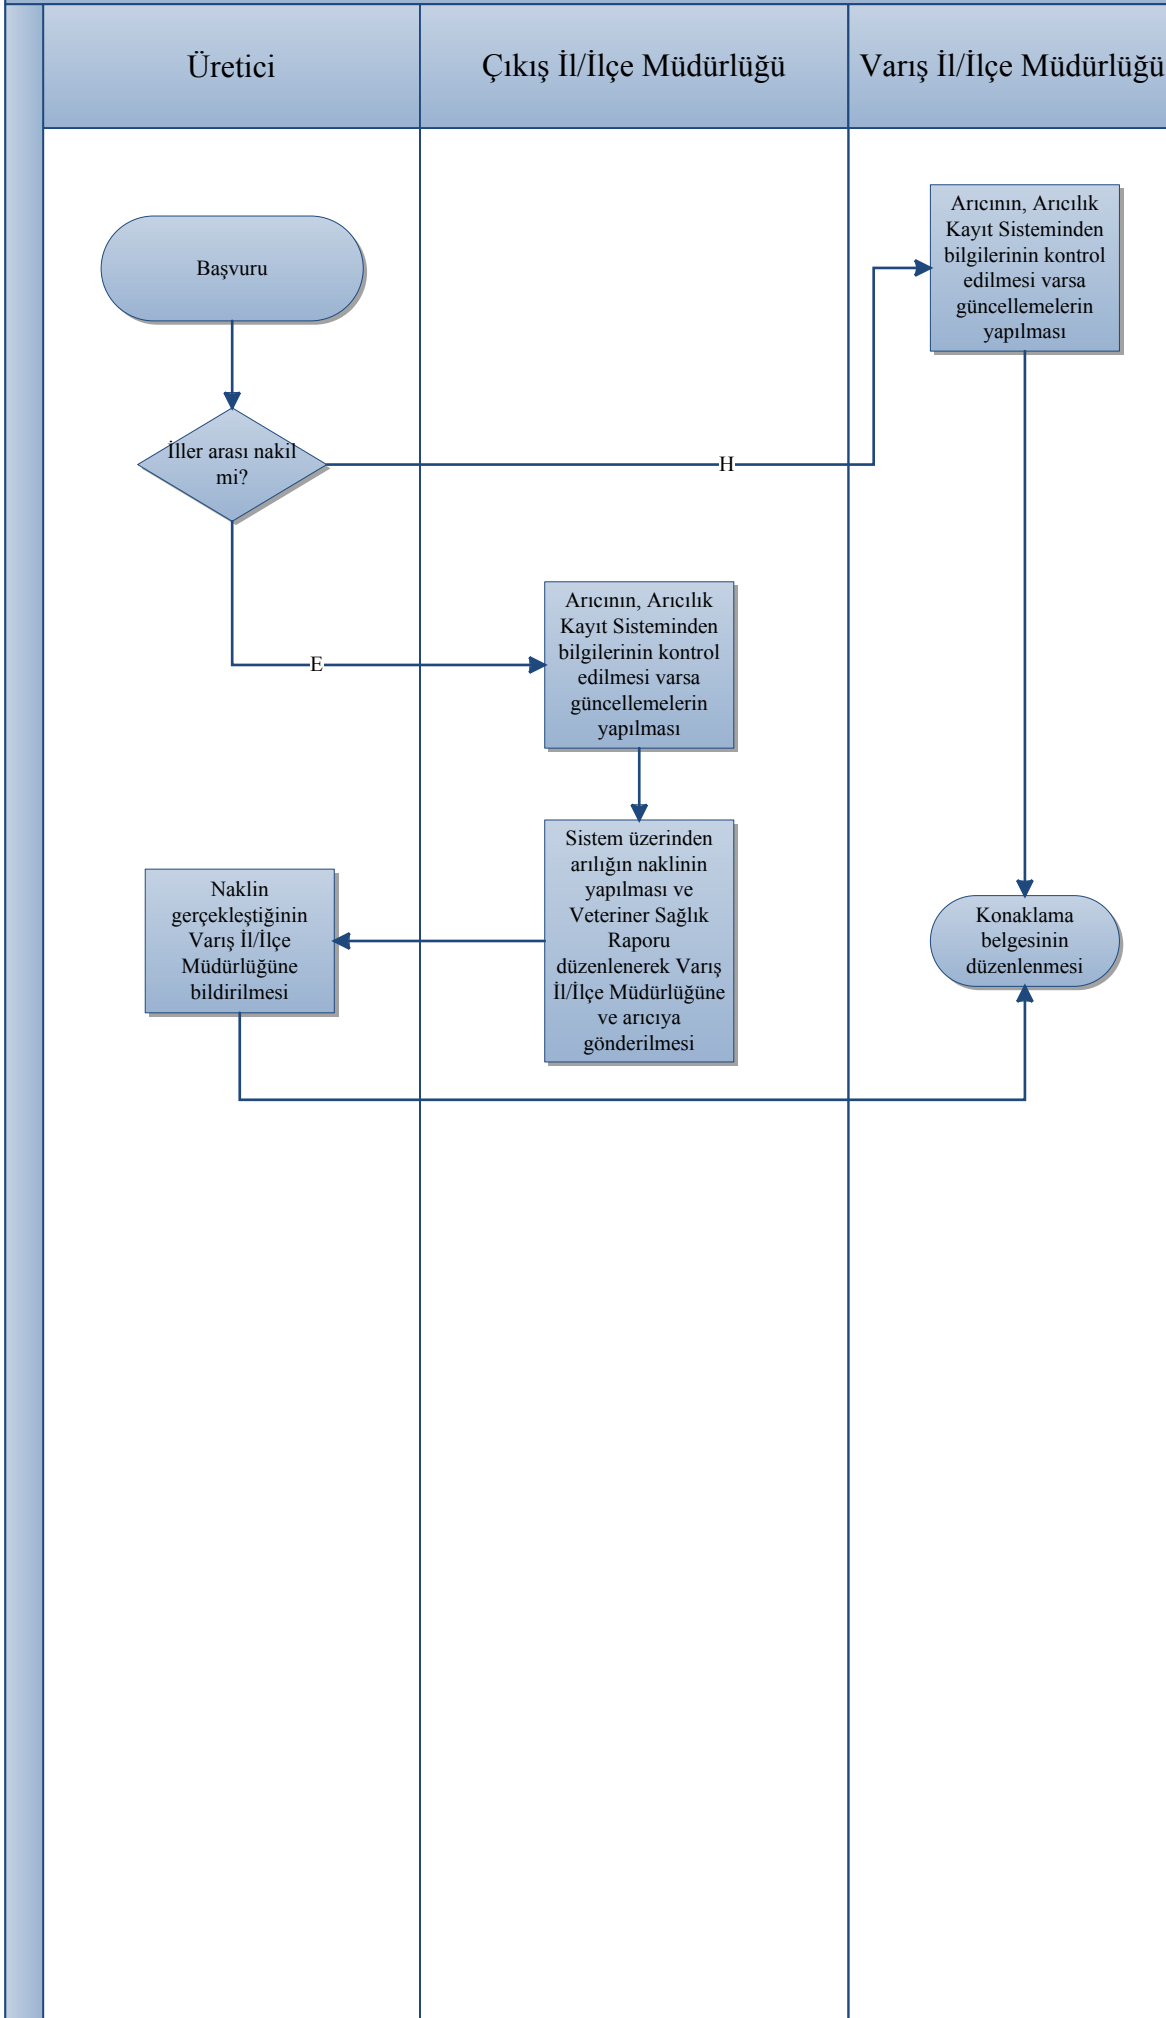 Üretici
Çıkış İl/İlçe Müdürlüğü
Varış İl/İlçe Müdürlüğü
Başvuru
Arıcının, Arıcılık
Kayıt Sisteminden
bilgilerinin kontrol
edilmesi varsa
güncellemelerin
yapılması
İller arası nakil
mi?
H
E
Arıcının, Arıcılık
Kayıt Sisteminden
bilgilerinin kontrol
edilmesi varsa
güncellemelerin
yapılması
Sistem üzerinden
arılığın naklinin
yapılması ve
Veteriner Sağlık
Raporu
düzenlenerek Varış
İl/İlçe Müdürlüğüne
ve arıcıya
gönderilmesi
Naklin
gerçekleştiğinin
Varış İl/İlçe
Müdürlüğüne
bildirilmesi
Konaklama
belgesinin
düzenlenmesi